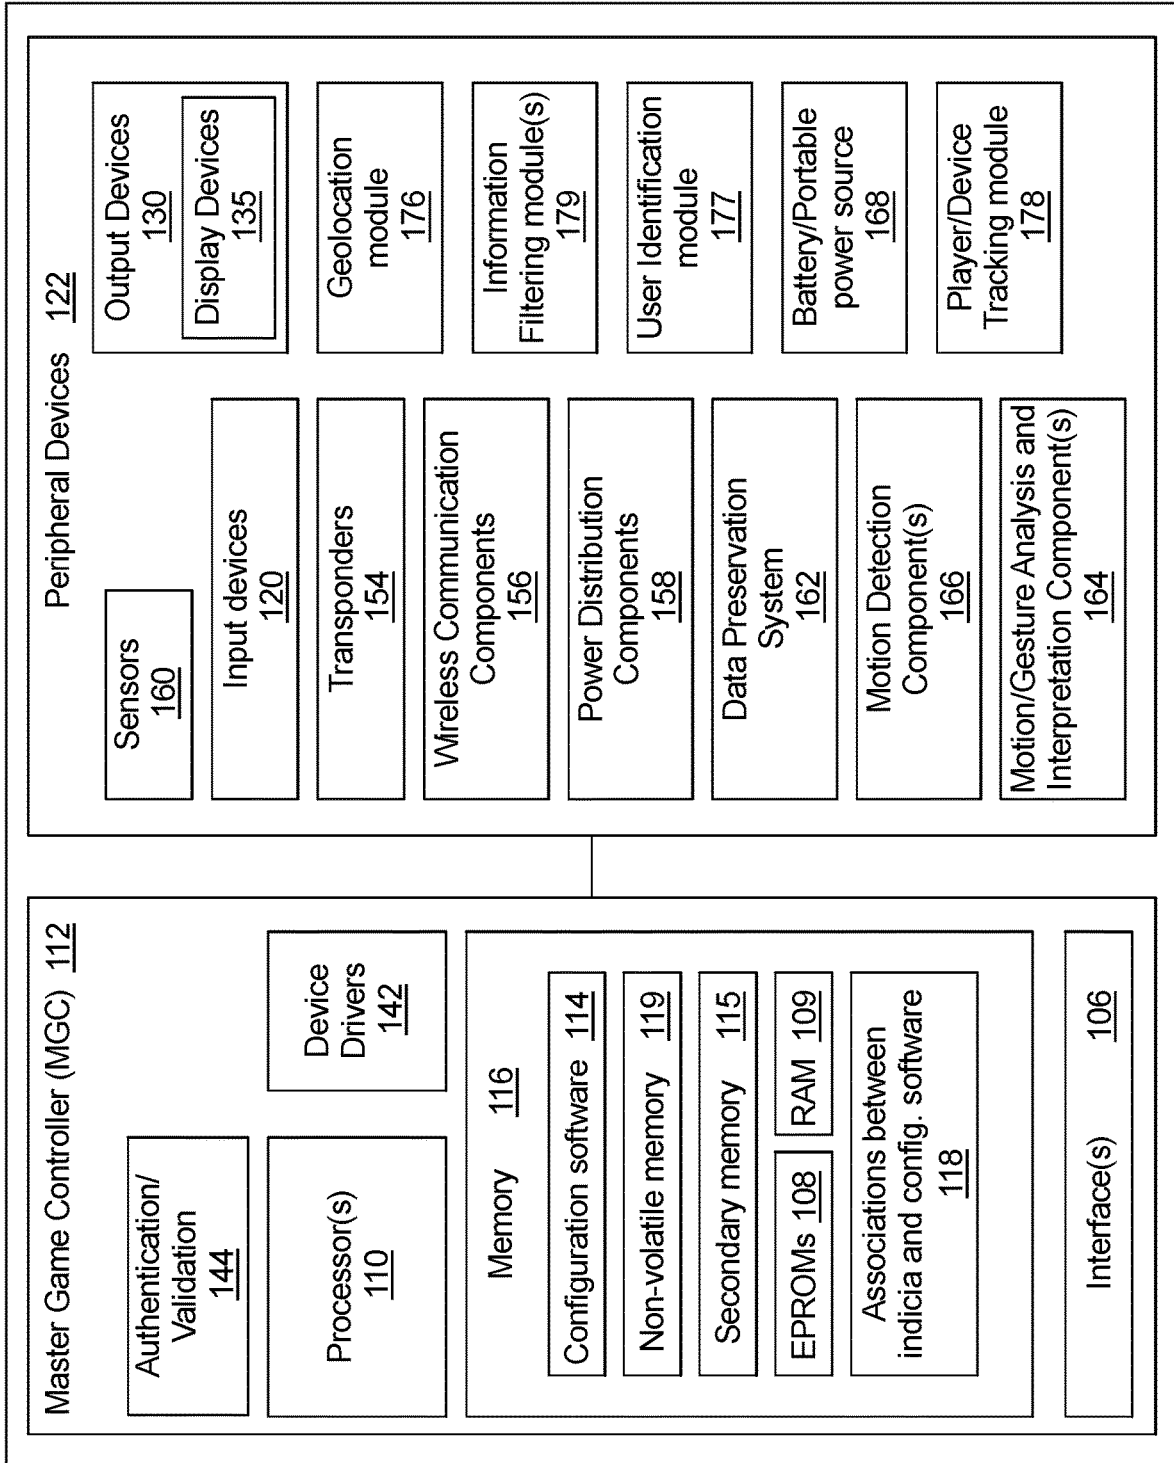 Master Game Controller (MGC) 112
Authentication/
Validation
144
Processor(s)
110
Device
Drivers
142
Memory 116
Configuration software 114
Non-volatile memory 119
Secondary memory 115
EPROMs 108
RAM 109
Associations between
indicia and config. software
118
Interface(s) 106
Peripheral Devices 122
Sensors
160
Input devices
120
Transponders
154
Wireless Communication
Components
156
Power Distribution
Components
158
Data Preservation
System
162
Motion Detection
Component(s)
166
Motion/Gesture Analysis and
Interpretation Component(s)
164
Output Devices
130
Display Devices
135
Geolocation
module
176
Information
Filtering module(s)
179
User Identification
module
177
Battery/Portable
power source
168
Player/Device
Tracking module
178